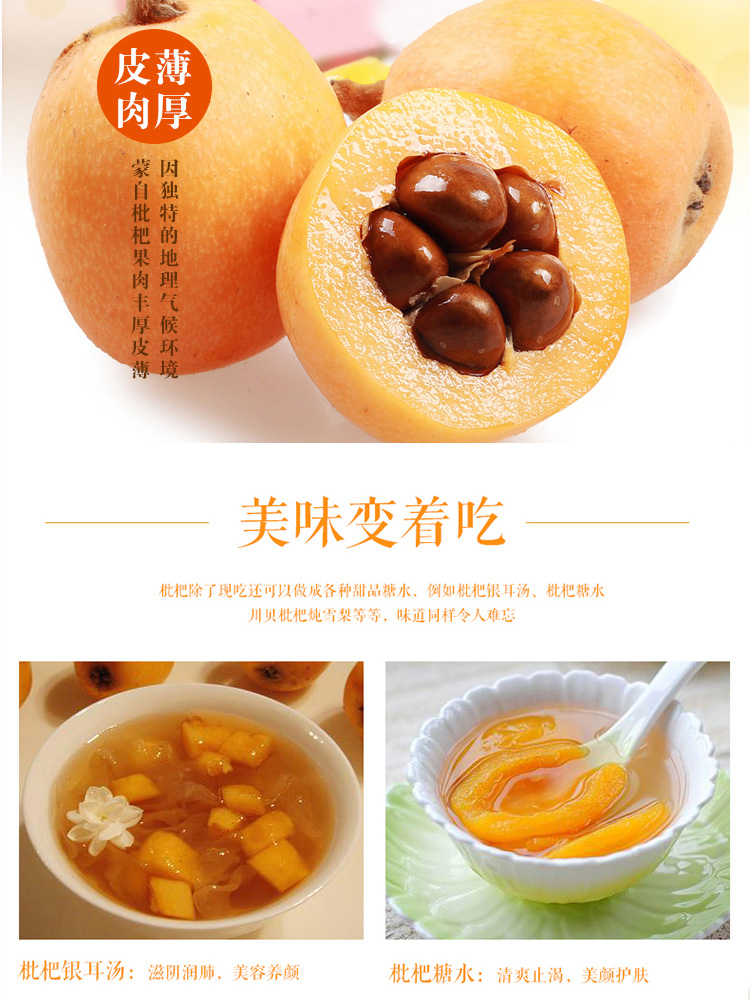 皮薄
肉厚
因独特的地理气候环境
蒙自枇杷果肉丰厚皮薄
美味变着吃
枇杷除了现吃还可以做成各种甜品糖水，例如枇杷银耳汤、枇杷糖水
川贝枇杷炖雪梨等等，味道同样令人难忘
枇杷银耳汤：滋阴润肺，美容养颜
枇杷糖水：清爽止渴，美颜护肤